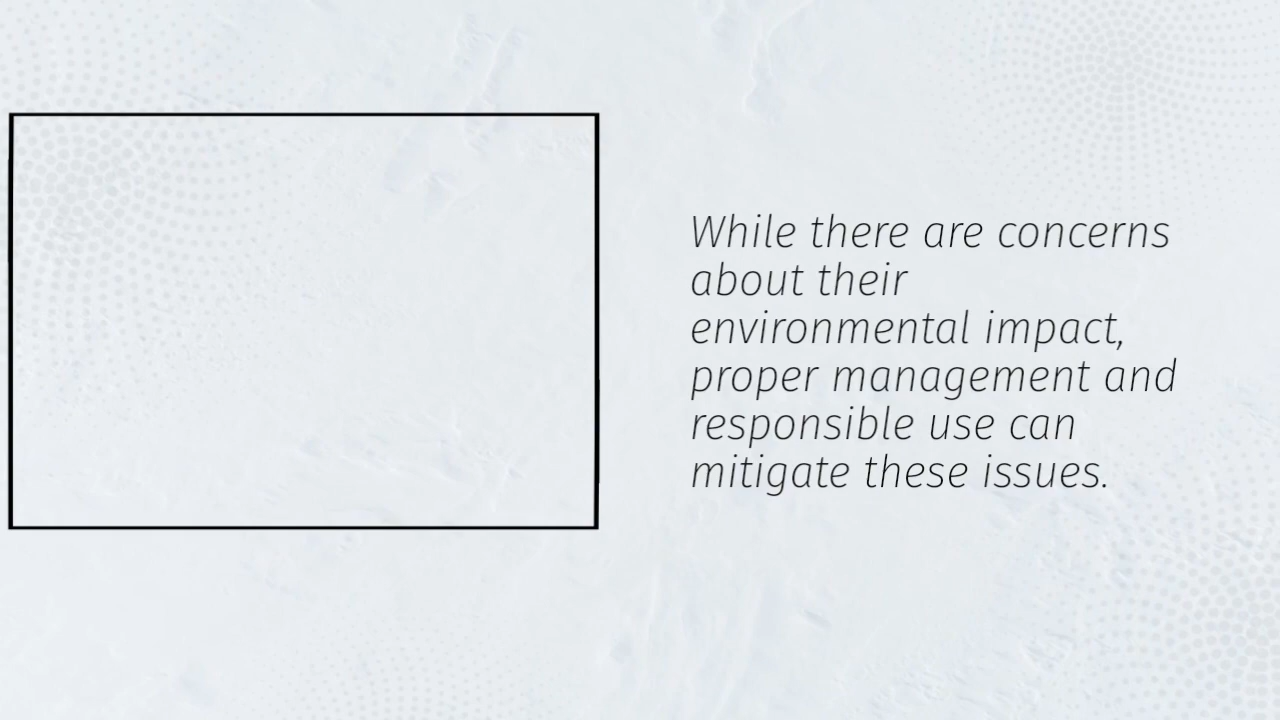 While there are concerns
about their
environmental impact,
proper management and
responsible use can
mitigate these issues.